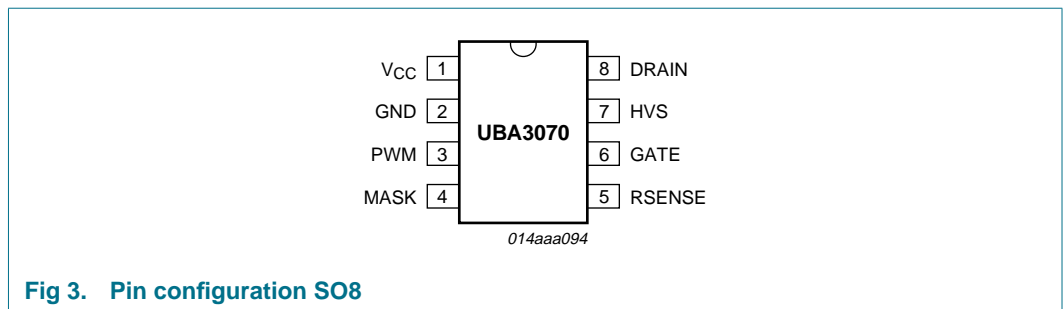 VCC 1 8 DRAIN
GND 2 7 HVS
UBA3070
PWM 3 6 GATE
MASK 4 5 RSENSE
014aaa094
Fig 3. Pin configuration SO8